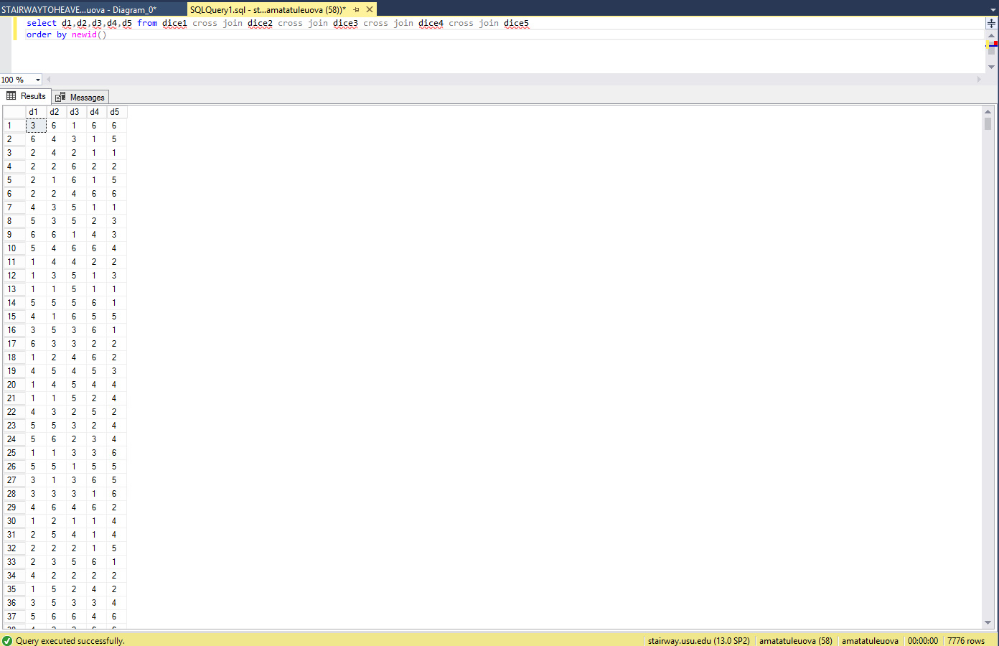 STAIRWAYTOHEAVE...uova - Diagram_0* SQLQuery1.sql - st...amatatuleuova (58))*
select d1,d2,d3,d4,d5 from dice1 cross join dice2 cross join dice3 cross join dice4 cross join dice5
order by newid()
100 %
Results Messages
d1 d2 d3 d4 d5
1 3 6 1 6 6
2 6 4 3 1 5
3 2 4 2 1 1
4 2 2 6 2 2
5 2 1 6 1 5
6 2 2 4 6 6
7 4 3 5 1 1
8 5 3 5 2 3
9 6 6 1 4 3
10 5 4 6 6 4
11 1 4 4 2 2
12 1 3 5 1 3
13 1 1 5 1 1
14 5 5 5 6 1
15 4 1 6 5 5
16 3 5 3 6 1
17 6 3 3 2 2
18 1 2 4 6 2
19 4 5 4 5 3
20 1 4 5 4 4
21 1 1 5 2 4
22 4 3 2 5 2
23 5 5 3 2 4
24 5 6 2 3 4
25 1 1 3 3 6
26 5 5 1 5 5
27 3 1 3 6 5
28 3 3 3 1 6
29 4 6 4 6 2
30 1 2 1 1 4
31 2 5 4 1 4
32 2 2 2 1 5
33 2 3 5 6 1
34 4 2 2 2 2
35 1 5 2 4 2
36 3 5 3 3 4
37 5 6 6 4 6
Query executed successfully. stairway.usu.edu (13.0 SP2) amatatuleuova (58) amatatuleuova 00:00:00 7776 rows